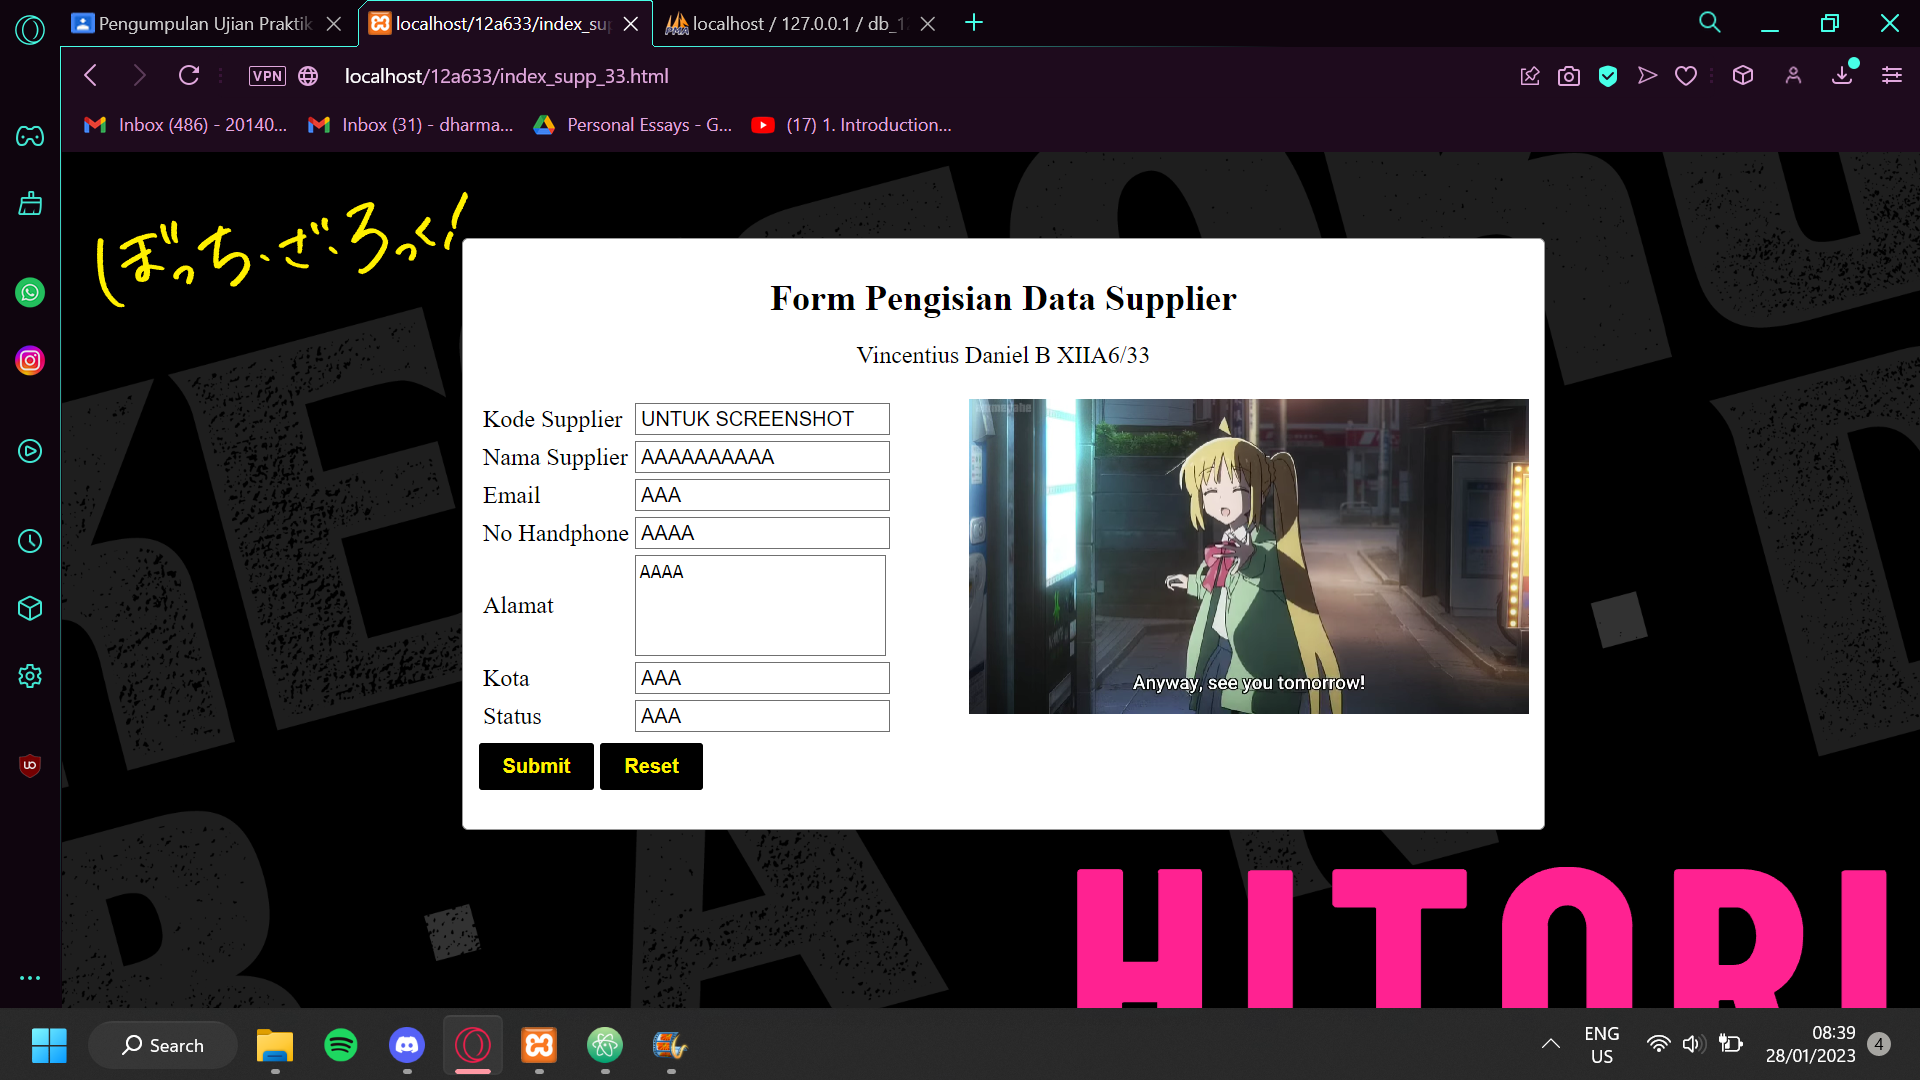 Pengumpulan Ujian Praktik
localhost/12a633/index_sup
localhost / 127.0.0.1 / db_1
VPN
localhost/12a633/index_supp_33.html
Inbox (486) - 20140...
Inbox (31) - dharma...
Personal Essays - G...
(17) 1. Introduction...
ぼっち・ざ・ろっく!
Form Pengisian Data Supplier
Vincentius Daniel B XIIA6/33
Kode Supplier UNTUK SCREENSHOT
Nama Supplier AAAAAAAAAA
Email AAA
No Handphone AAAA
Alamat AAAA
Kota AAA
Status AAA
Anyway, see you tomorrow!
Submit Reset
HITORI
Search
ENG
US
08:39
28/01/2023
4